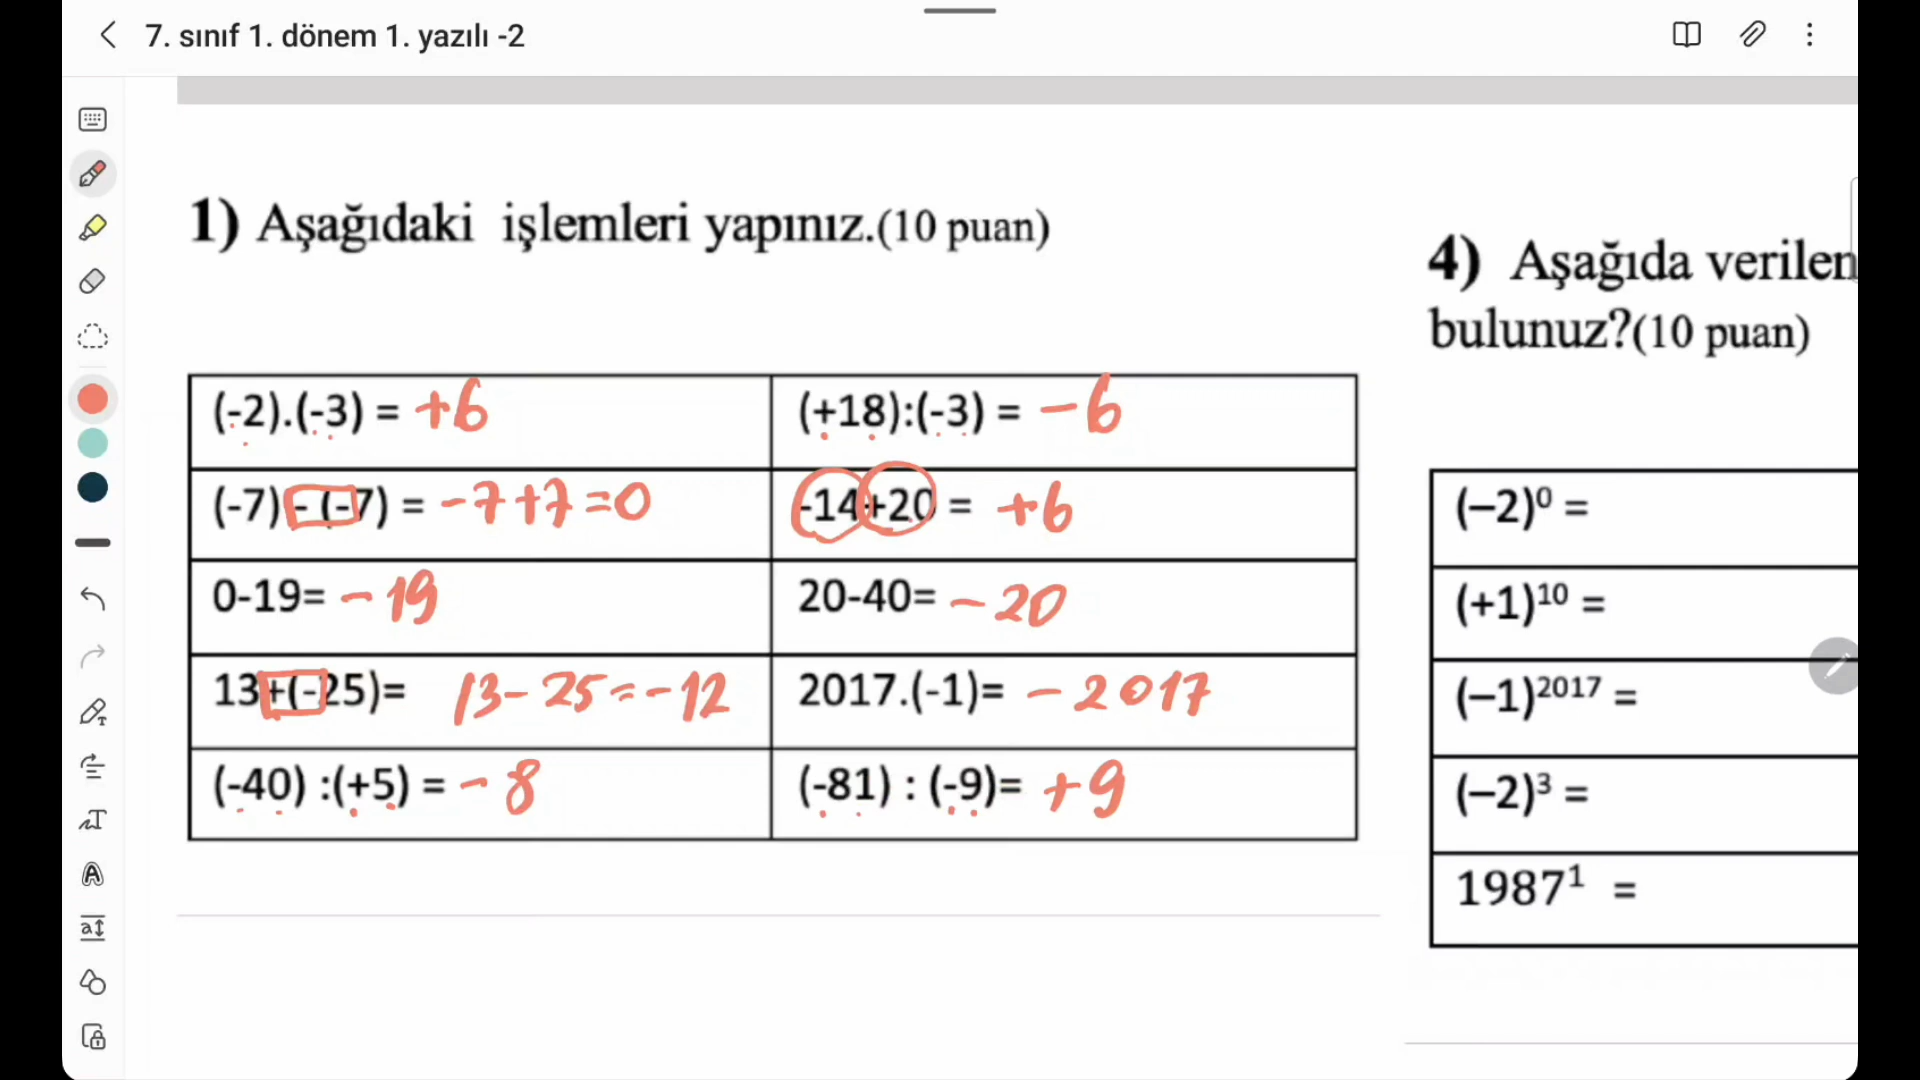 7. sınıf 1. dönem 1. yazılı -2
1) Aşağıdaki işlemleri yapınız.(10 puan)
(-2).(-3) = +6
(+18):(-3) = -6
(-7) - (-7) = -7+7=0
-14+20 = +6
0-19= -19
20-40= -20
13+(-25)= 13-25=-12
2017.(-1)= -2017
(-40) :(+5) = -8
(-81) : (-9)= +9
4) Aşağıda verilen
bulunuz?(10 puan)
(–2)⁰ =
(+1)¹⁰ =
(–1)²⁰¹⁷ =
(–2)³ =
1987¹ =